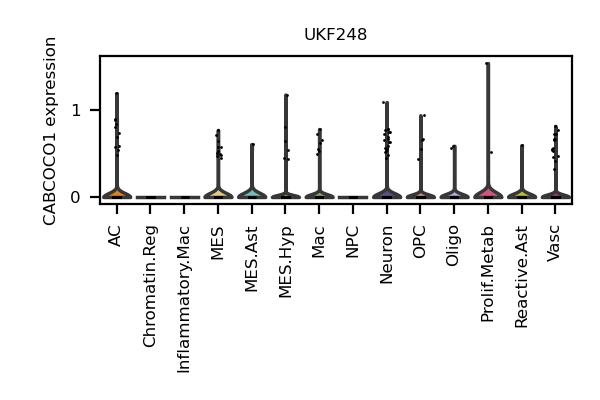 UKF248
CABCOCO1 expression
1
0
AC
Chromatin.Reg
Inflammatory.Mac
MES
MES.Ast
MES.Hyp
Mac
NPC
Neuron
OPC
Oligo
Prolif.Metab
Reactive.Ast
Vasc